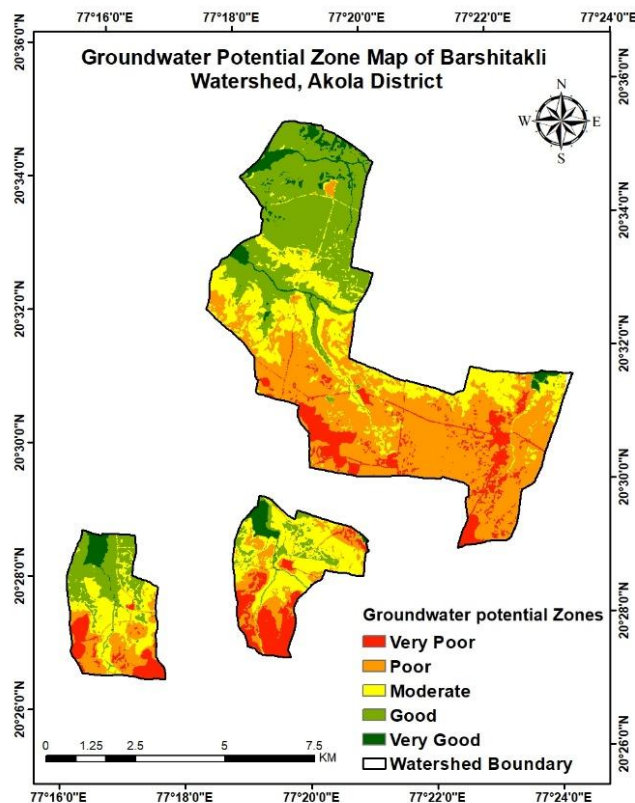 77°16'0"E 77°18'0"E 77°20'0"E 77°22'0"E 77°24'0"E
Groundwater Potential Zone Map of Barshitakli
Watershed, Akola District
N
W E
S
20°36'0"N
20°34'0"N
20°32'0"N
20°30'0"N
20°28'0"N
20°26'0"N
20°36'0"N
20°34'0"N
20°32'0"N
20°30'0"N
20°28'0"N
20°26'0"N
Groundwater potential Zones
Very Poor
Poor
Moderate
Good
Very Good
Watershed Boundary
0 1.25 2.5 5 7.5
KM
77°16'0"E 77°18'0"E 77°20'0"E 77°22'0"E 77°24'0"E